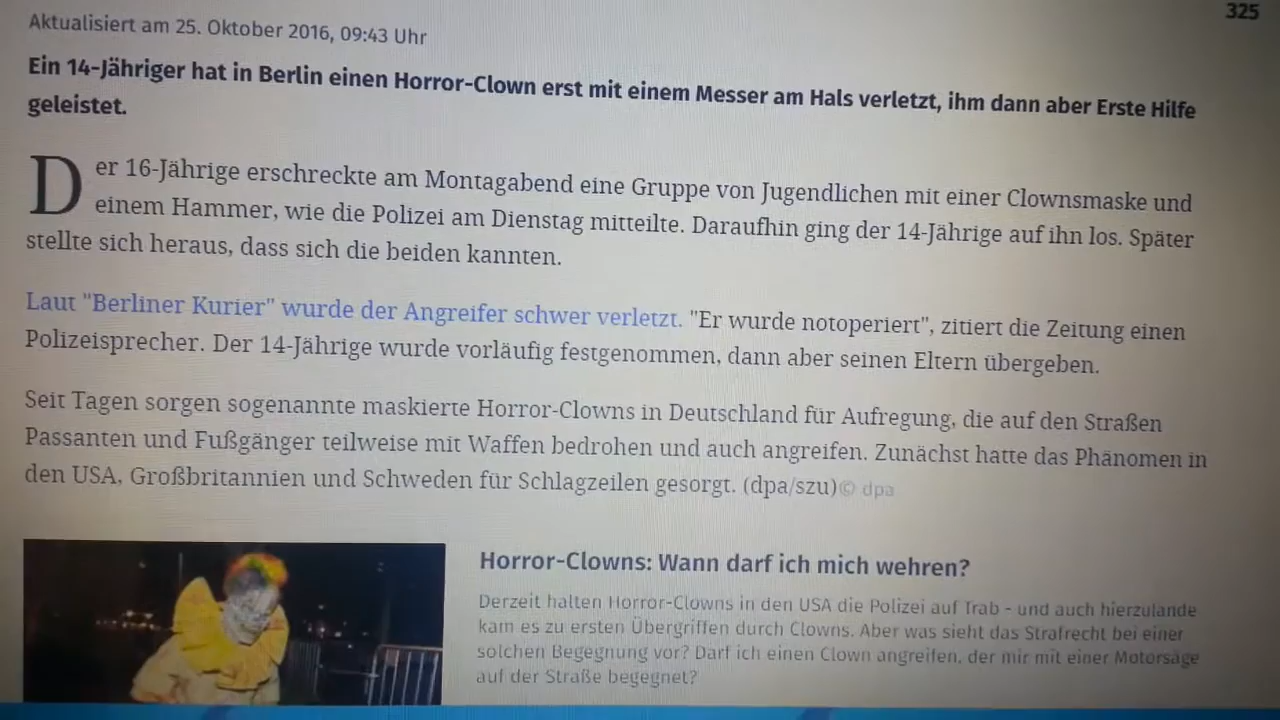 325
Aktualisiert am 25. Oktober 2016, 09:43 Uhr
Ein 14-Jähriger hat in Berlin einen Horror-Clown erst mit einem Messer am Hals verletzt, ihm dann aber Erste Hilfe
geleistet.
Der 16-Jährige erschreckte am Montagabend eine Gruppe von Jugendlichen mit einer Clownsmaske und
einem Hammer, wie die Polizei am Dienstag mitteilte. Daraufhin ging der 14-Jährige auf ihn los. Später
stellte sich heraus, dass sich die beiden kannten.
Laut "Berliner Kurier" wurde der Angreifer schwer verletzt. "Er wurde notoperiert", zitiert die Zeitung einen
Polizeisprecher. Der 14-Jährige wurde vorläufig festgenommen, dann aber seinen Eltern übergeben.
Seit Tagen sorgen sogenannte maskierte Horror-Clowns in Deutschland für Aufregung, die auf den Straßen
Passanten und Fußgänger teilweise mit Waffen bedrohen und auch angreifen. Zunächst hatte das Phänomen in
den USA, Großbritannien und Schweden für Schlagzeilen gesorgt. (dpa/szu)© dpa
Horror-Clowns: Wann darf ich mich wehren?
Derzeit halten Horror-Clowns in den USA die Polizei auf Trab - und auch hierzulande
kam es zu ersten Übergriffen durch Clowns. Aber was sieht das Strafrecht bei einer
solchen Begegnung vor? Darf ich einen Clown angreifen, der mir mit einer Motorsäge
auf der Straße begegnet?